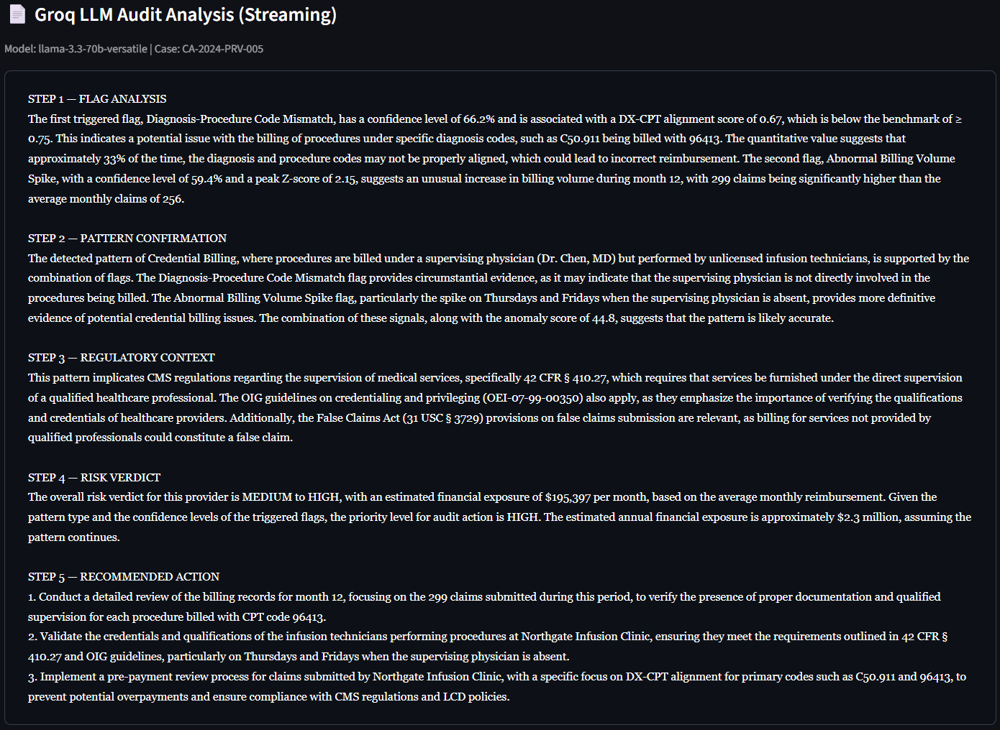 Groq LLM Audit Analysis (Streaming)
Model: llama-3.3-70b-versatile | Case: CA-2024-PRV-005
STEP 1 — FLAG ANALYSIS
The first triggered flag, Diagnosis-Procedure Code Mismatch, has a confidence level of 66.2% and is associated with a DX-CPT alignment score of 0.67, which is below the benchmark of ≥
0.75. This indicates a potential issue with the billing of procedures under specific diagnosis codes, such as C50.911 being billed with 96413. The quantitative value suggests that
approximately 33% of the time, the diagnosis and procedure codes may not be properly aligned, which could lead to incorrect reimbursement. The second flag, Abnormal Billing Volume
Spike, with a confidence level of 59.4% and a peak Z-score of 2.15, suggests an unusual increase in billing volume during month 12, with 299 claims being significantly higher than the
average monthly claims of 256.
STEP 2 — PATTERN CONFIRMATION
The detected pattern of Credential Billing, where procedures are billed under a supervising physician (Dr. Chen, MD) but performed by unlicensed infusion technicians, is supported by the
combination of flags. The Diagnosis-Procedure Code Mismatch flag provides circumstantial evidence, as it may indicate that the supervising physician is not directly involved in the
procedures being billed. The Abnormal Billing Volume Spike flag, particularly the spike on Thursdays and Fridays when the supervising physician is absent, provides more definitive
evidence of potential credential billing issues. The combination of these signals, along with the anomaly score of 44.8, suggests that the pattern is likely accurate.
STEP 3 — REGULATORY CONTEXT
This pattern implicates CMS regulations regarding the supervision of medical services, specifically 42 CFR § 410.27, which requires that services be furnished under the direct supervision
of a qualified healthcare professional. The OIG guidelines on credentialing and privileging (OEI-07-99-00350) also apply, as they emphasize the importance of verifying the qualifications
and credentials of healthcare providers. Additionally, the False Claims Act (31 USC § 3729) provisions on false claims submission are relevant, as billing for services not provided by
qualified professionals could constitute a false claim.
STEP 4 — RISK VERDICT
The overall risk verdict for this provider is MEDIUM to HIGH, with an estimated financial exposure of $195,397 per month, based on the average monthly reimbursement. Given the
pattern type and the confidence levels of the triggered flags, the priority level for audit action is HIGH. The estimated annual financial exposure is approximately $2.3 million, assuming the
pattern continues.
STEP 5 — RECOMMENDED ACTION
1. Conduct a detailed review of the billing records for month 12, focusing on the 299 claims submitted during this period, to verify the presence of proper documentation and qualified
supervision for each procedure billed with CPT code 96413.
2. Validate the credentials and qualifications of the infusion technicians performing procedures at Northgate Infusion Clinic, ensuring they meet the requirements outlined in 42 CFR §
410.27 and OIG guidelines, particularly on Thursdays and Fridays when the supervising physician is absent.
3. Implement a pre-payment review process for claims submitted by Northgate Infusion Clinic, with a specific focus on DX-CPT alignment for primary codes such as C50.911 and 96413, to
prevent potential overpayments and ensure compliance with CMS regulations and LCD policies.